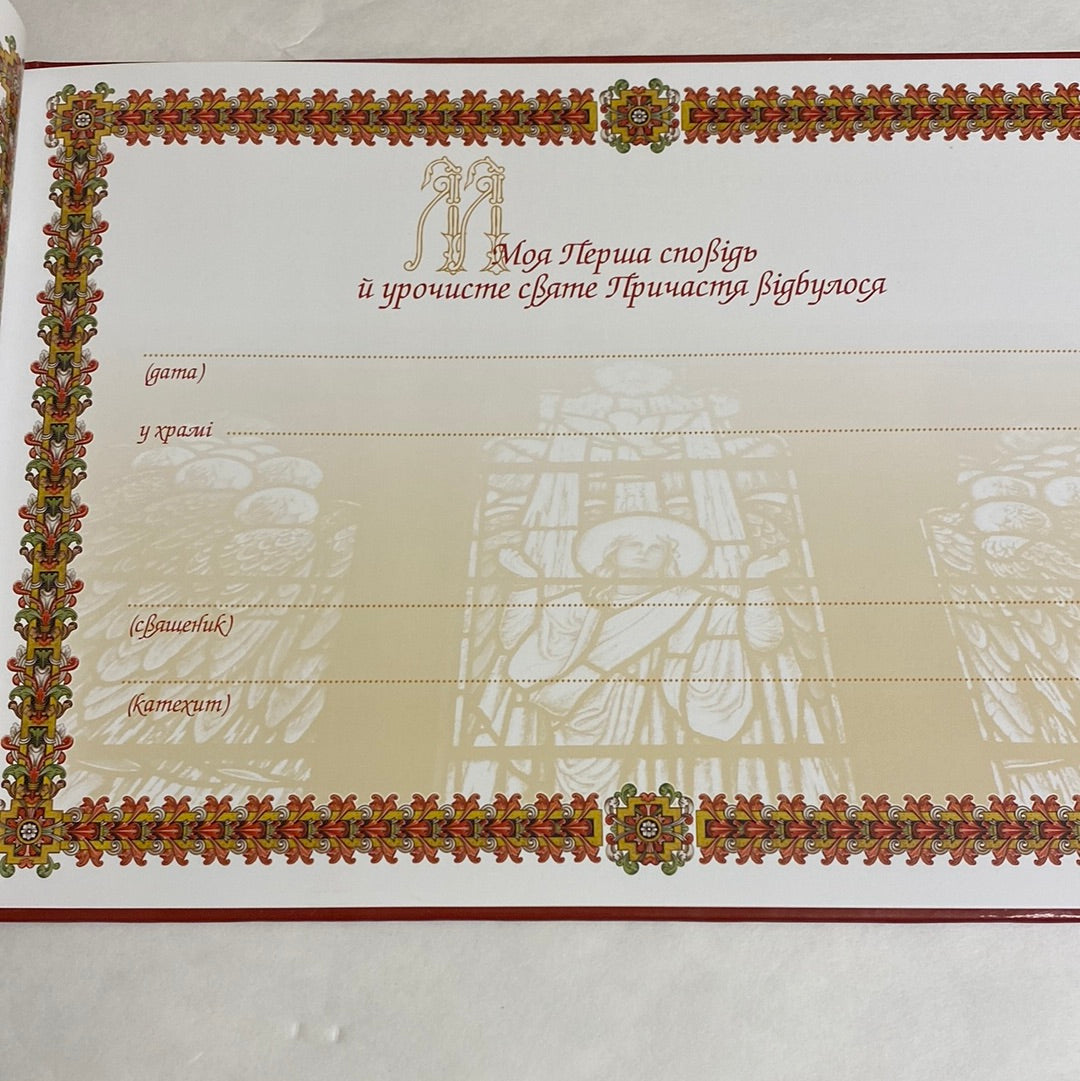 Моя Перша сповідь
й урочисте святе Причастя відбулося
(дата)
у храмі
(священик)
(катехит)